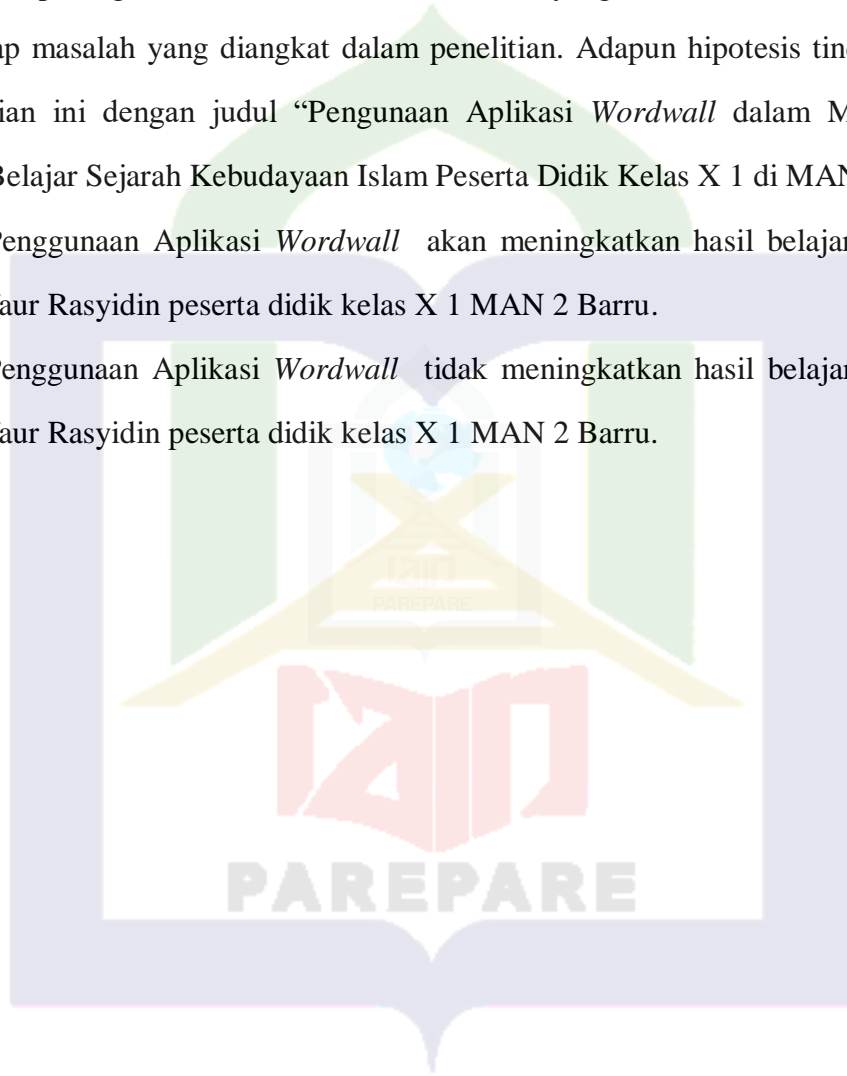 ap masalah yang diangkat dalam penelitian. Adapun hipotesis tind
ian ini dengan judul “Pengunaan Aplikasi Wordwall dalam M
Belajar Sejarah Kebudayaan Islam Peserta Didik Kelas X 1 di MAN
Penggunaan Aplikasi Wordwall akan meningkatkan hasil belajar
aur Rasyidin peserta didik kelas X 1 MAN 2 Barru.
Penggunaan Aplikasi Wordwall tidak meningkatkan hasil belajar
aur Rasyidin peserta didik kelas X 1 MAN 2 Barru.
IAIN
PAREPARE
IAIN
PAREPARE